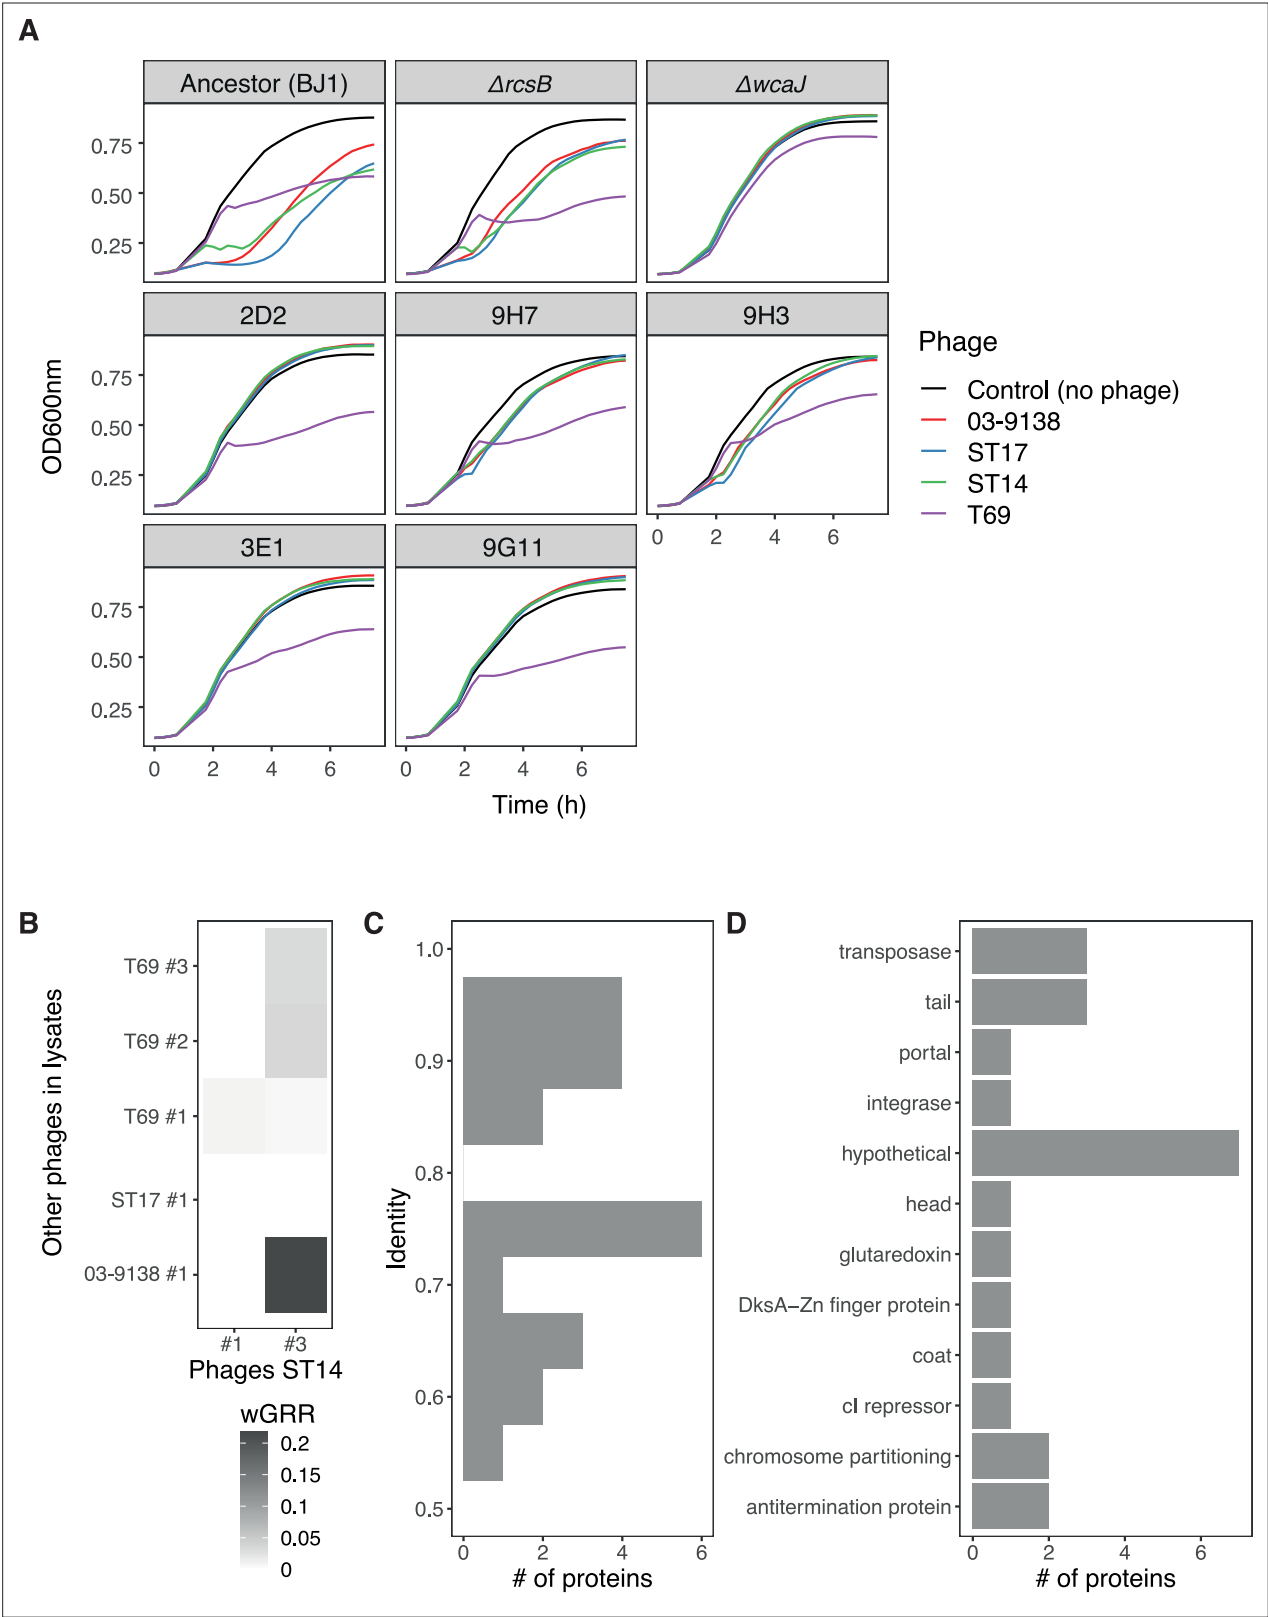 A
Ancestor (BJ1)
ΔrcsB
ΔwcaJ
0.75
0.50
0.25
2D2
9H7
9H3
0.75
0.50
0.25
0 2 4 6
3E1
9G11
0.75
0.50
0.25
0 2 4 6
0 2 4 6
OD600nm
Time (h)
Phage
Control (no phage)
03-9138
ST17
ST14
T69
B
Other phages in lysates
T69 #3
T69 #2
T69 #1
ST17 #1
03-9138 #1
#1 #3
Phages ST14
wGRR
0.2
0.15
0.1
0.05
0
C
Identity
1.0
0.9
0.8
0.7
0.6
0.5
0 2 4 6
# of proteins
D
transposase
tail
portal
integrase
hypothetical
head
glutaredoxin
DksA−Zn finger protein
coat
cI repressor
chromosome partitioning
antitermination protein
0 2 4 6
# of proteins